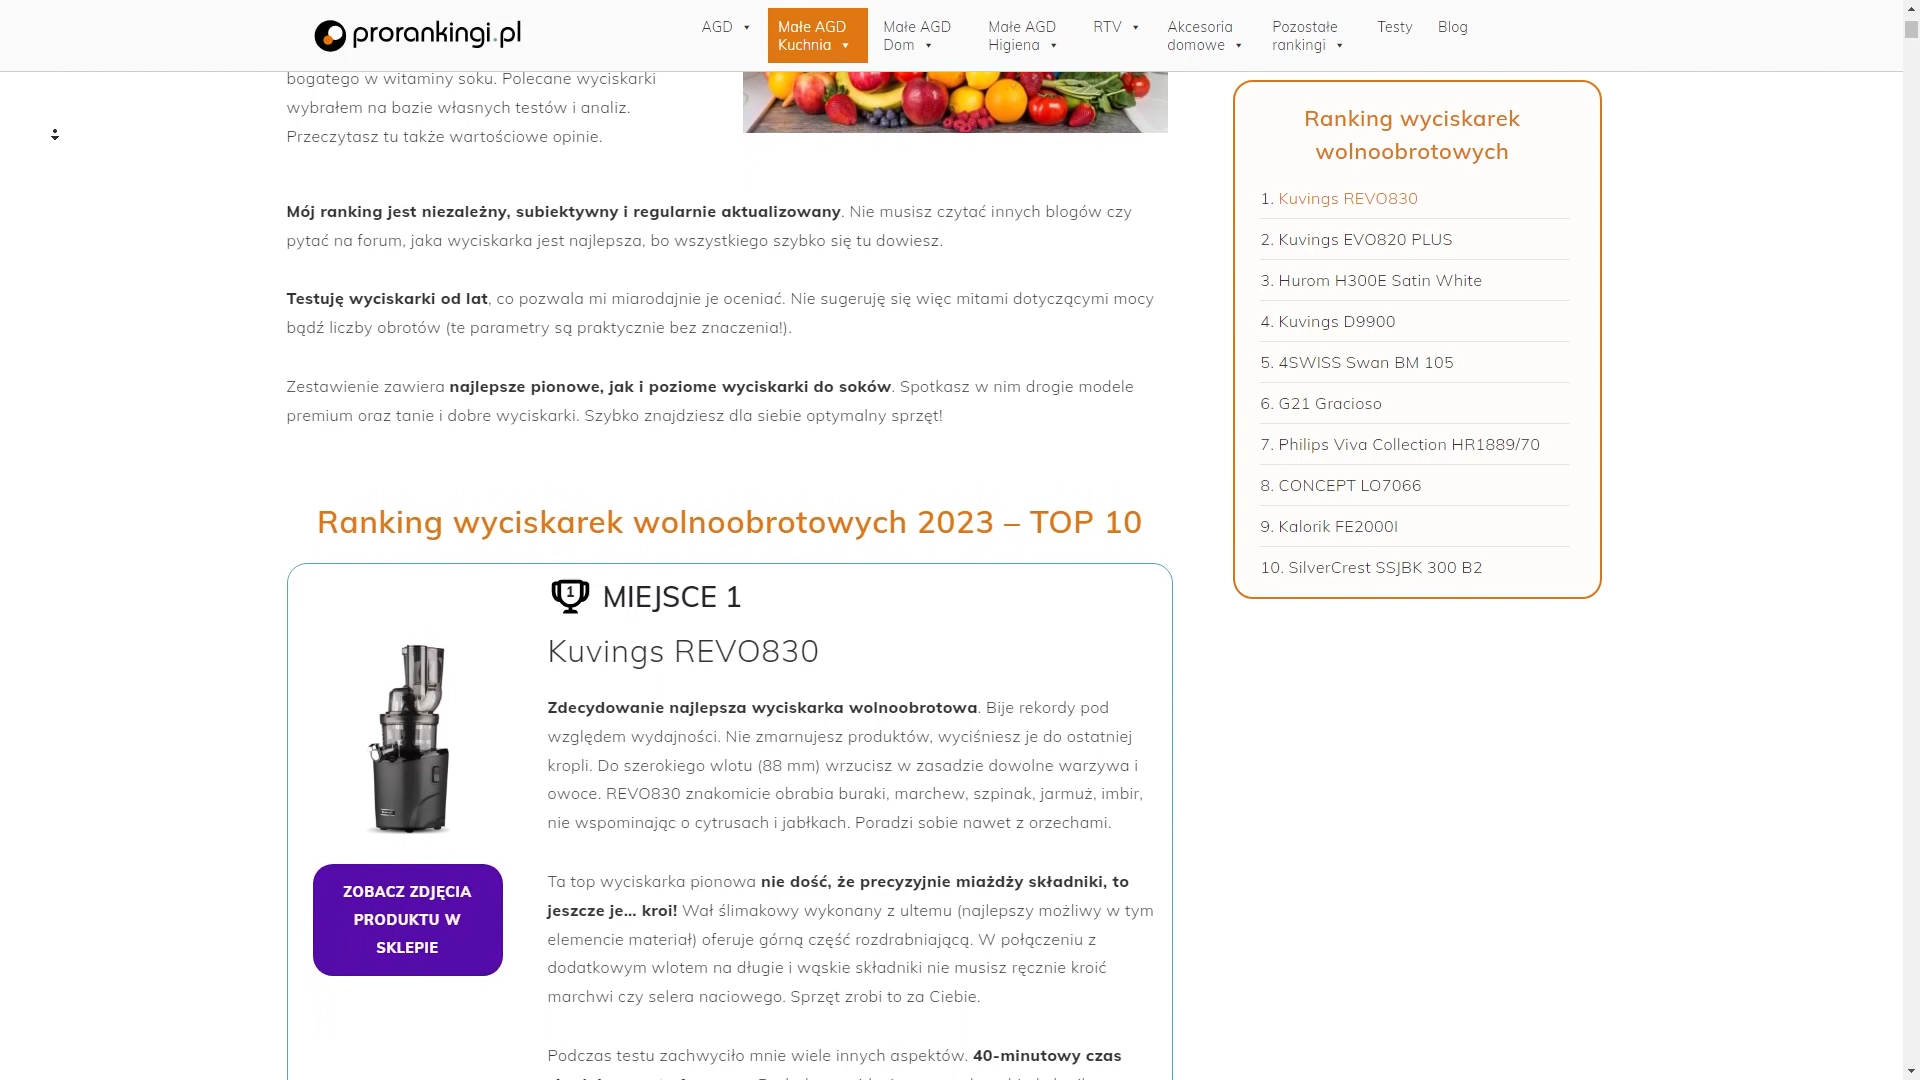 prorankingi.pl
AGD
Małe AGD
Kuchnia
Małe AGD
Dom
Małe AGD
Higiena
RTV
Akcesoria
domowe
Pozostałe
rankingi
Testy
Blog
bogatego w witaminy soku. Polecane wyciskarki
wybrałem na bazie własnych testów i analiz.
Przeczytasz tu także wartościowe opinie.
Mój ranking jest niezależny, subiektywny i regularnie aktualizowany. Nie musisz czytać innych blogów czy
pytać na forum, jaka wyciskarka jest najlepsza, bo wszystkiego szybko się tu dowiesz.
Testuję wyciskarki od lat, co pozwala mi miarodajnie je oceniać. Nie sugeruję się więc mitami dotyczącymi mocy
bądź liczby obrotów (te parametry są praktycznie bez znaczenia!).
Zestawienie zawiera najlepsze pionowe, jak i poziome wyciskarki do soków. Spotkasz w nim drogie modele
premium oraz tanie i dobre wyciskarki. Szybko znajdziesz dla siebie optymalny sprzęt!
Ranking wyciskarek wolnoobrotowych 2023 – TOP 10
1
MIEJSCE 1
Kuvings REVO830
Zdecydowanie najlepsza wyciskarka wolnoobrotowa. Bije rekordy pod
względem wydajności. Nie zmarnujesz produktów, wyciśniesz je do ostatniej
kropli. Do szerokiego wlotu (88 mm) wrzucisz w zasadzie dowolne warzywa i
owoce. REVO830 znakomicie obrabia buraki, marchew, szpinak, jarmuż, imbir,
nie wspominając o cytrusach i jabłkach. Poradzi sobie nawet z orzechami.
ZOBACZ ZDJĘCIA
PRODUKTU W
SKLEPIE
Ta top wyciskarka pionowa nie dość, że precyzyjnie miażdży składniki, to
jeszcze je… kroi! Wał ślimakowy wykonany z ultemu (najlepszy możliwy w tym
elemencie materiał) oferuje górną część rozdrabniającą. W połączeniu z
dodatkowym wlotem na długie i wąskie składniki nie musisz ręcznie kroić
marchwi czy selera naciowego. Sprzęt zrobi to za Ciebie.
Podczas testu zachwyciło mnie wiele innych aspektów. 40-minutowy czas
Ranking wyciskarek
wolnoobrotowych
1. Kuvings REVO830
2. Kuvings EVO820 PLUS
3. Hurom H300E Satin White
4. Kuvings D9900
5. 4SWISS Swan BM 105
6. G21 Gracioso
7. Philips Viva Collection HR1889/70
8. CONCEPT LO7066
9. Kalorik FE2000I
10. SilverCrest SSJBK 300 B2